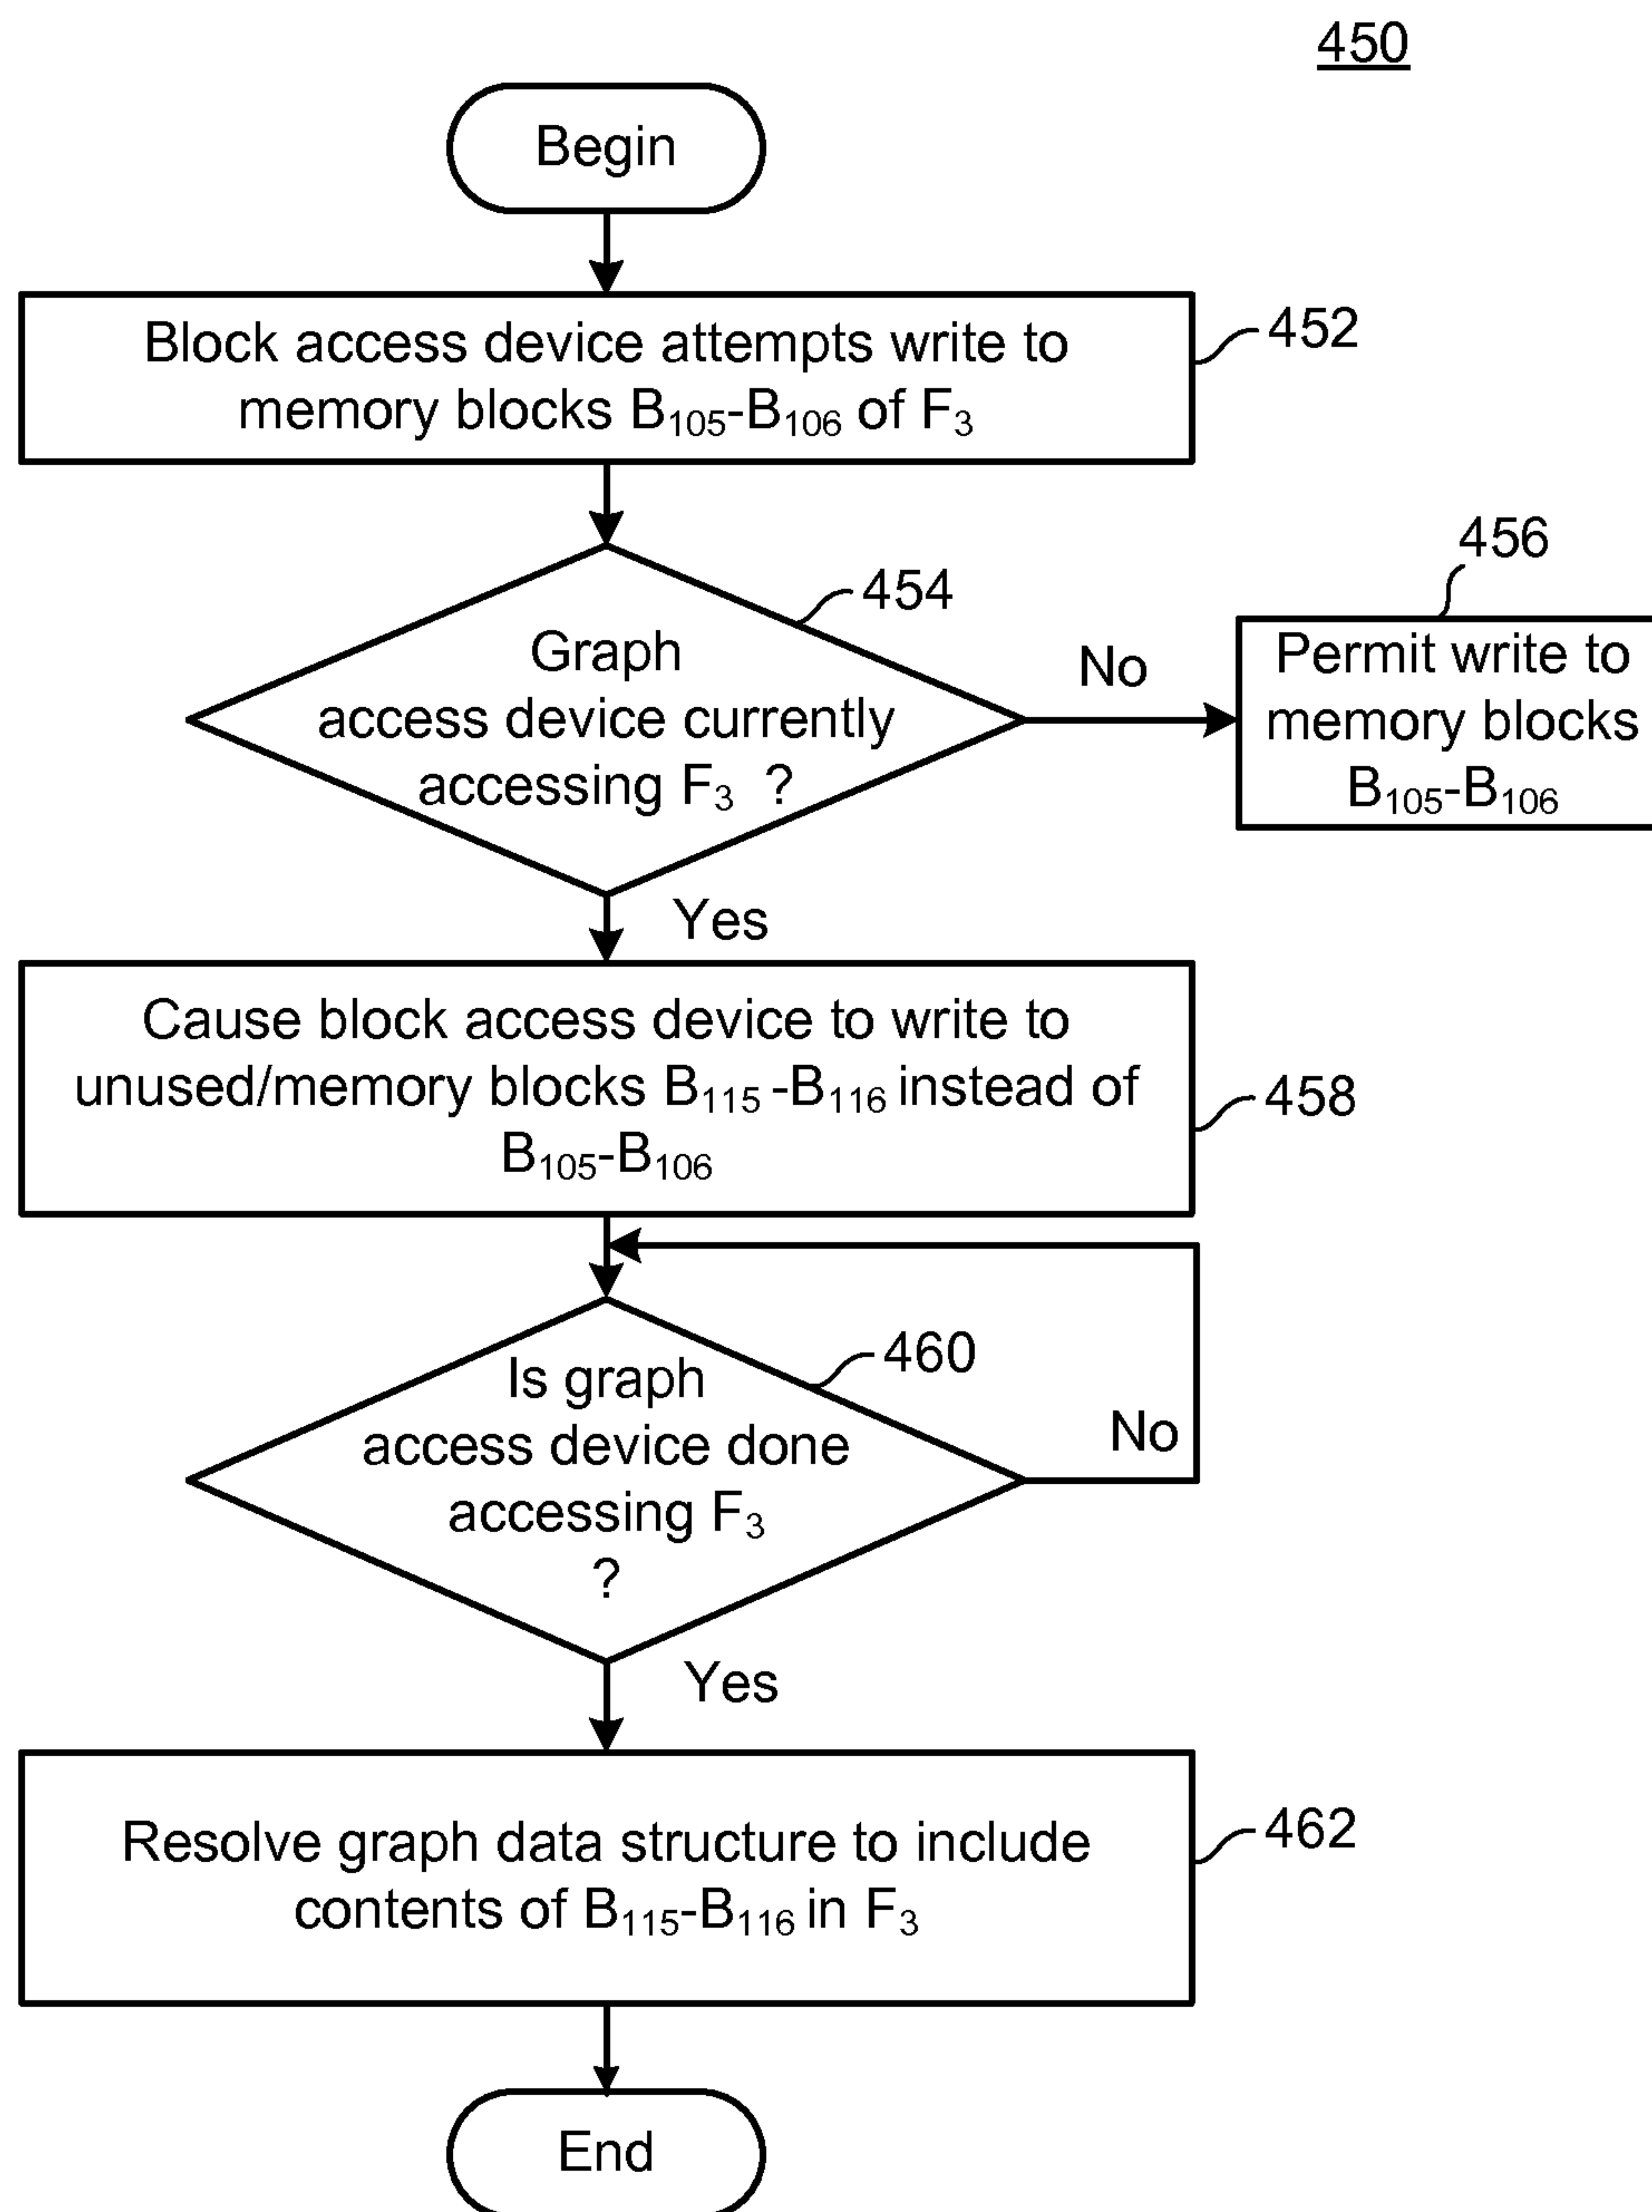 450
Begin
Block access device attempts write to
memory blocks B₁₀₅-B₁₀₆ of F₃
452
454
Graph
access device currently
accessing F₃ ?
No
456
Permit write to
memory blocks
B₁₀₅-B₁₀₆
Yes
Cause block access device to write to
unused/memory blocks B₁₁₅-B₁₁₆ instead of
B₁₀₅-B₁₀₆
458
460
Is graph
access device done
accessing F₃
?
No
Yes
Resolve graph data structure to include
contents of B₁₁₅-B₁₁₆ in F₃
462
End